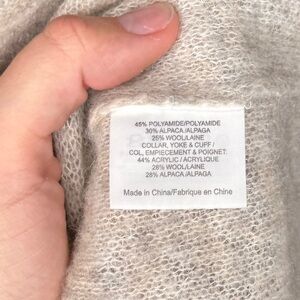 45% POLYAMIDE/POLYAMIDE
30% ALPACA /ALPAGA
25% WOOL/LAINE
COLLAR, YOKE & CUFF /
COL, EMPIECEMENT & POIGNET:
44% ACRYLIC / ACRYLIQUE
28% WOOL/LAINE
28% ALPACA /ALPAGA
Made in China/Fabrique en Chine